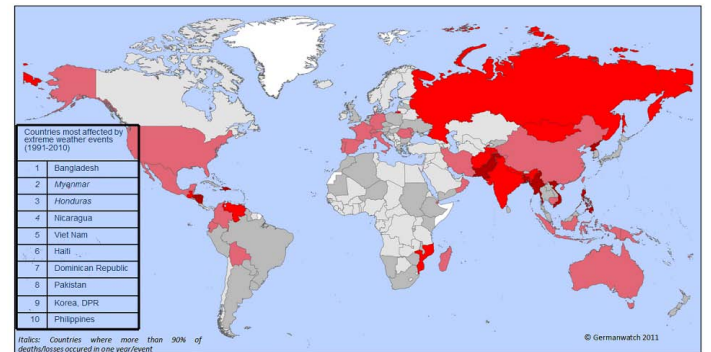 Countries most affected by
extreme weather events
(1991-2010)
1 Bangladesh
2 Myanmar
3 Honduras
4 Nicaragua
5 Viet Nam
6 Haiti
7 Dominican Republic
8 Pakistan
9 Korea, DPR
10 Philippines
Italics: Countries where more than 90% of
deaths/losses occured in one year/event
© Germanwatch 2011